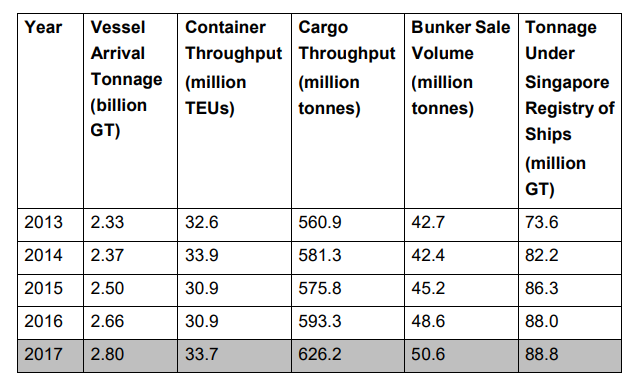 Year Vessel Container Cargo Bunker Sale Tonnage
Arrival Throughput Throughput Volume Under
Tonnage (million (million (million Singapore
(billion TEUs) tonnes) tonnes) Registry of
GT) Ships
(million
GT)
2013 2.33 32.6 560.9 42.7 73.6
2014 2.37 33.9 581.3 42.4 82.2
2015 2.50 30.9 575.8 45.2 86.3
2016 2.66 30.9 593.3 48.6 88.0
2017 2.80 33.7 626.2 50.6 88.8